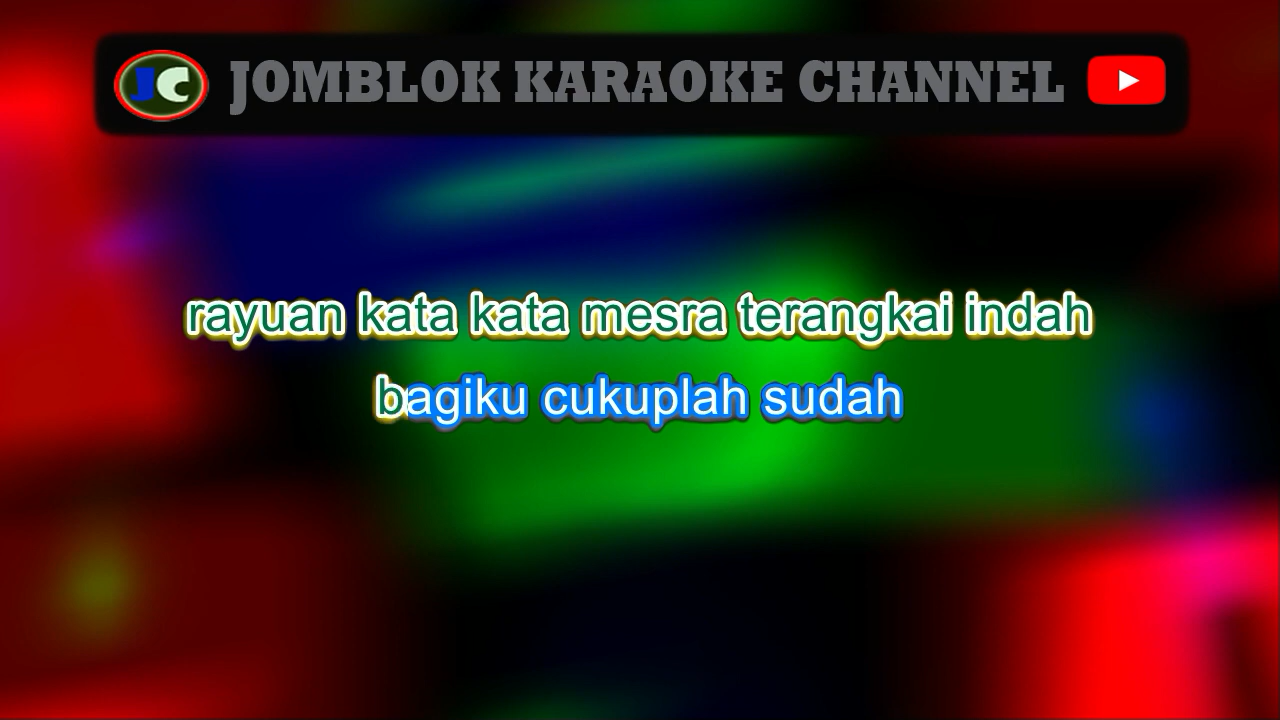 JC JOMBLOK KARAOKE CHANNEL
rayuan kata kata mesra terangkai indah
bagiku cukuplah sudah